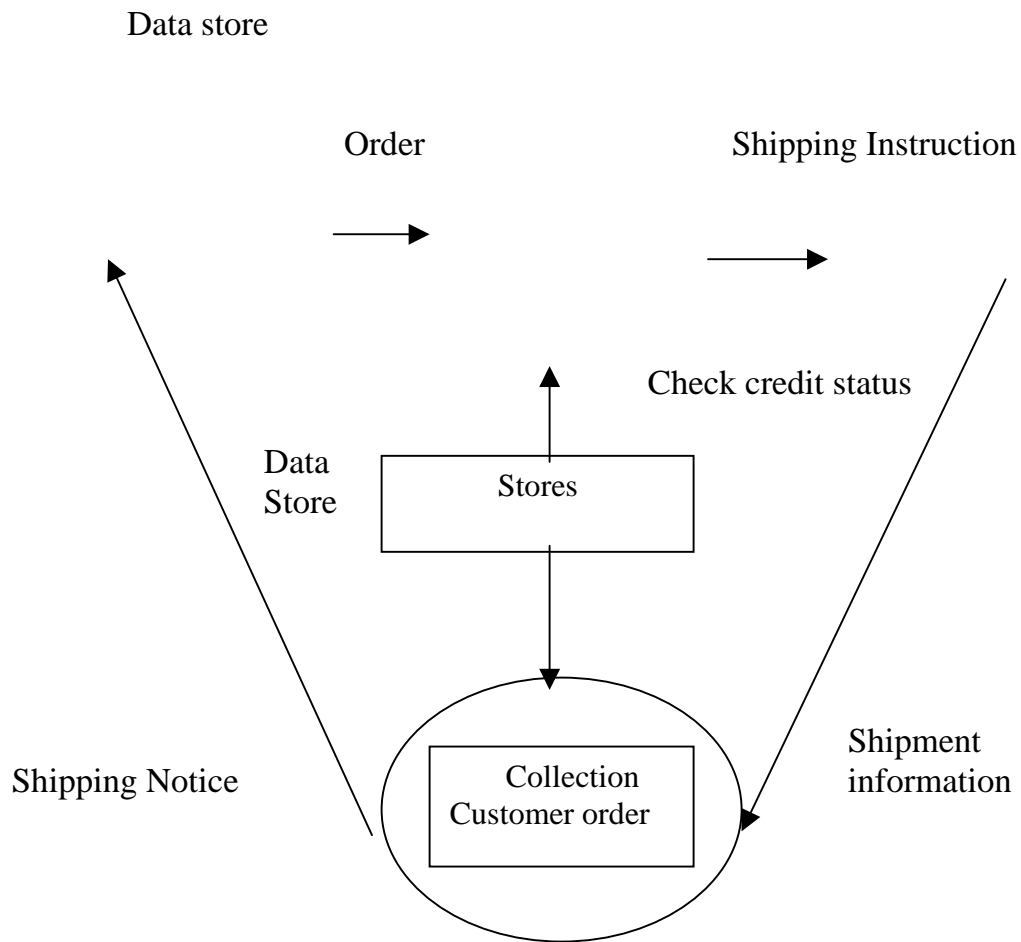 Data store
Order
Shipping Instruction
Check credit status
Data
Store
Stores
Shipment
information
Shipping Notice
Collection
Customer order